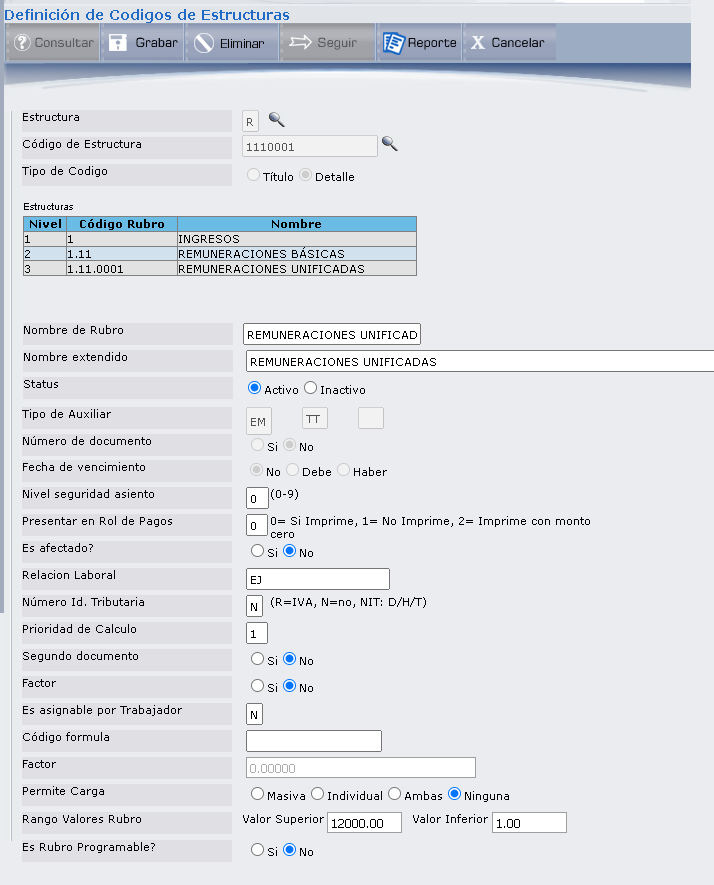 Definición de Codigos de Estructuras
Consultar Grabar Eliminar Seguir Reporte X Cancelar
Estructura R
Código de Estructura 1110001
Tipo de Codigo Título Detalle
Estructuras
Nivel Código Rubro Nombre
1 1 INGRESOS
2 1.11 REMUNERACIONES BÁSICAS
3 1.11.0001 REMUNERACIONES UNIFICADAS
Nombre de Rubro REMUNERACIONES UNIFICAD
Nombre extendido REMUNERACIONES UNIFICADAS
Status Activo Inactivo
Tipo de Auxiliar EM TT
Número de documento Si No
Fecha de vencimiento No Debe Haber
Nivel seguridad asiento 0 (0-9)
Presentar en Rol de Pagos 0 0= Si Imprime, 1= No Imprime, 2= Imprime con monto
cero
Es afectado? Si No
Relacion Laboral EJ
Número Id. Tributaria N (R=IVA, N=no, NIT: D/H/T)
Prioridad de Calculo 1
Segundo documento Si No
Factor Si No
Es asignable por Trabajador N
Código formula
Factor 0.00000
Permite Carga Masiva Individual Ambas Ninguna
Rango Valores Rubro Valor Superior 12000.00 Valor Inferior 1.00
Es Rubro Programable? Si No